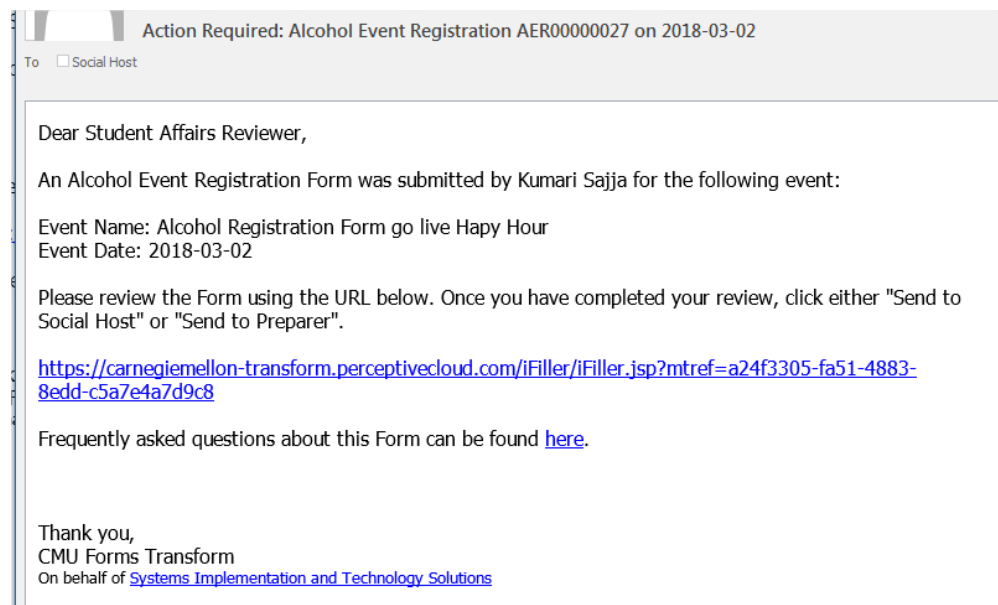 Action Required: Alcohol Event Registration AER00000027 on 2018-03-02
To Social Host
Dear Student Affairs Reviewer,
An Alcohol Event Registration Form was submitted by Kumari Sajja for the following event:
Event Name: Alcohol Registration Form go live Hapy Hour
Event Date: 2018-03-02
Please review the Form using the URL below. Once you have completed your review, click either "Send to
Social Host" or "Send to Preparer".
https://carnegiemellon-transform.perceptivecloud.com/iFiller/iFiller.jsp?mtref=a24f3305-fa51-4883-
8edd-c5a7e4a7d9c8
Frequently asked questions about this Form can be found here.
Thank you,
CMU Forms Transform
On behalf of Systems Implementation and Technology Solutions